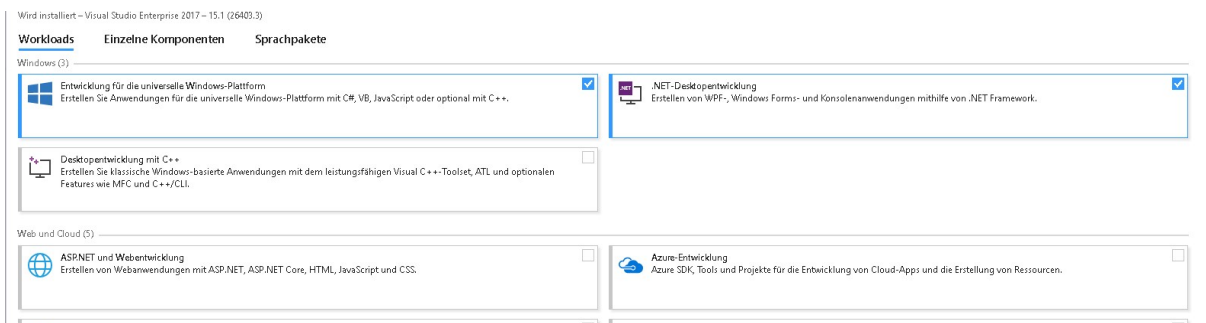 Wird installiert – Visual Studio Enterprise 2017 – 15.1 (26403.3)
Workloads Einzelne Komponenten Sprachpakete
Windows (3)
Entwicklung für die universelle Windows-Plattform
Erstellen Sie Anwendungen für die universelle Windows-Plattform mit C#, VB, JavaScript oder optional mit C++.
.NET
.NET-Desktopentwicklung
Erstellen von WPF-, Windows Forms- und Konsolenanwendungen mithilfe von .NET Framework.
Desktopentwicklung mit C++
Erstellen Sie klassische Windows-basierte Anwendungen mit dem leistungsfähigen Visual C++-Toolset, ATL und optionalen
Features wie MFC und C++/CLI.
Web und Cloud (5)
ASP.NET und Webentwicklung
Erstellen von Webanwendungen mit ASP.NET, ASP.NET Core, HTML, JavaScript und CSS.
Azure-Entwicklung
Azure SDK, Tools und Projekte für die Entwicklung von Cloud-Apps und die Erstellung von Ressourcen.